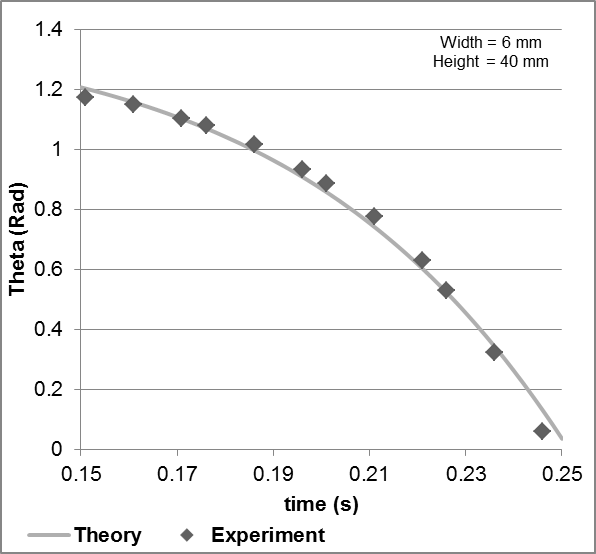 Width = 6 mm
Height = 40 mm
1.4
1.2
1
0.8
0.6
0.4
0.2
0
Theta (Rad)
0.15 0.17 0.19 0.21 0.23 0.25
time (s)
Theory Experiment